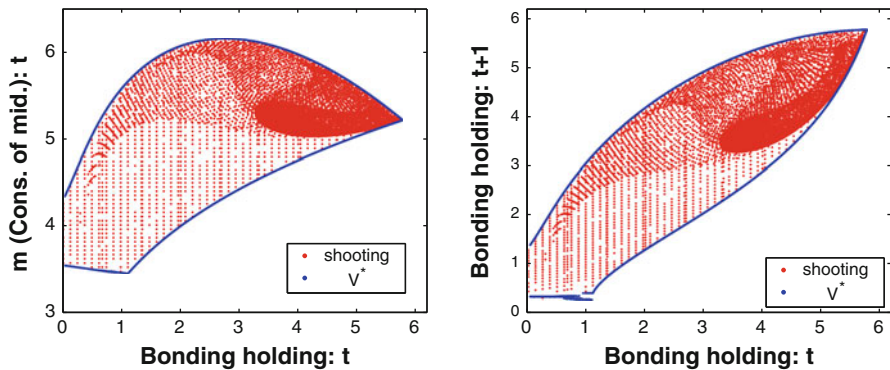 m (Cons. of mid.): t
6
5
4
3
shooting
V*
0 1 2 3 4 5 6
Bonding holding: t
Bonding holding: t+1
6
5
4
3
2
1
0
shooting
V*
0 1 2 3 4 5 6
Bonding holding: t